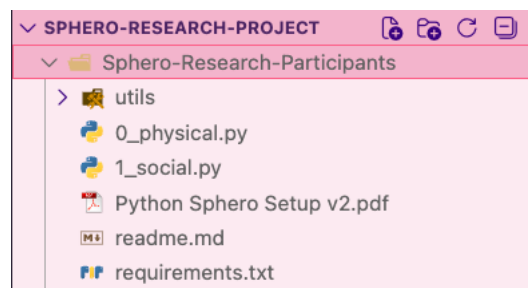 SPHERO-RESEARCH-PROJECT
Sphero-Research-Participants
utils
0_physical.py
1_social.py
Python Sphero Setup v2.pdf
readme.md
requirements.txt